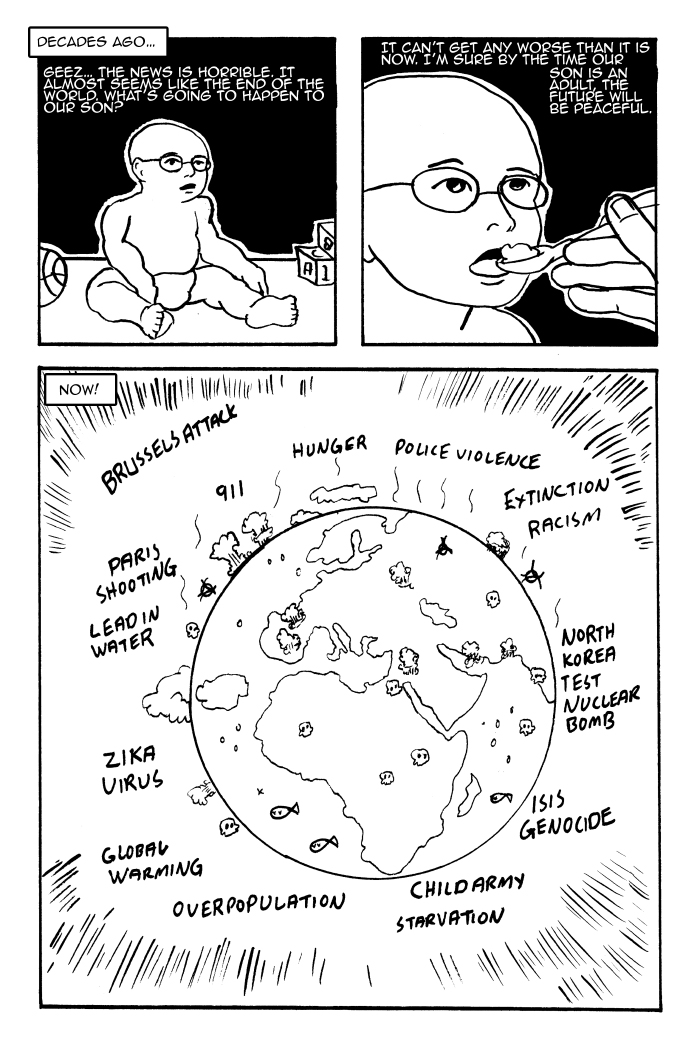 DECADES AGO...
GEEZ... THE NEWS IS HORRIBLE. IT
ALMOST SEEMS LIKE THE END OF THE
WORLD. WHAT'S GOING TO HAPPEN TO
OUR SON?
IT CAN'T GET ANY WORSE THAN IT IS
NOW. I'M SURE BY THE TIME OUR
SON IS AN
ADULT, THE
FUTURE WILL
BE PEACEFUL.
A 1
8
NOW!
BRUSSELS ATTACK
HUNGER
POLICE VIOLENCE
911
EXTINCTION
RACISM
PARIS
SHOOTING
LEAD IN
WATER
NORTH
KOREA
TEST
NUCLEAR
BOMB
ZIKA
VIRUS
ISIS
GENOCIDE
GLOBAL
WARMING
OVERPOPULATION
CHILD ARMY
STARVATION